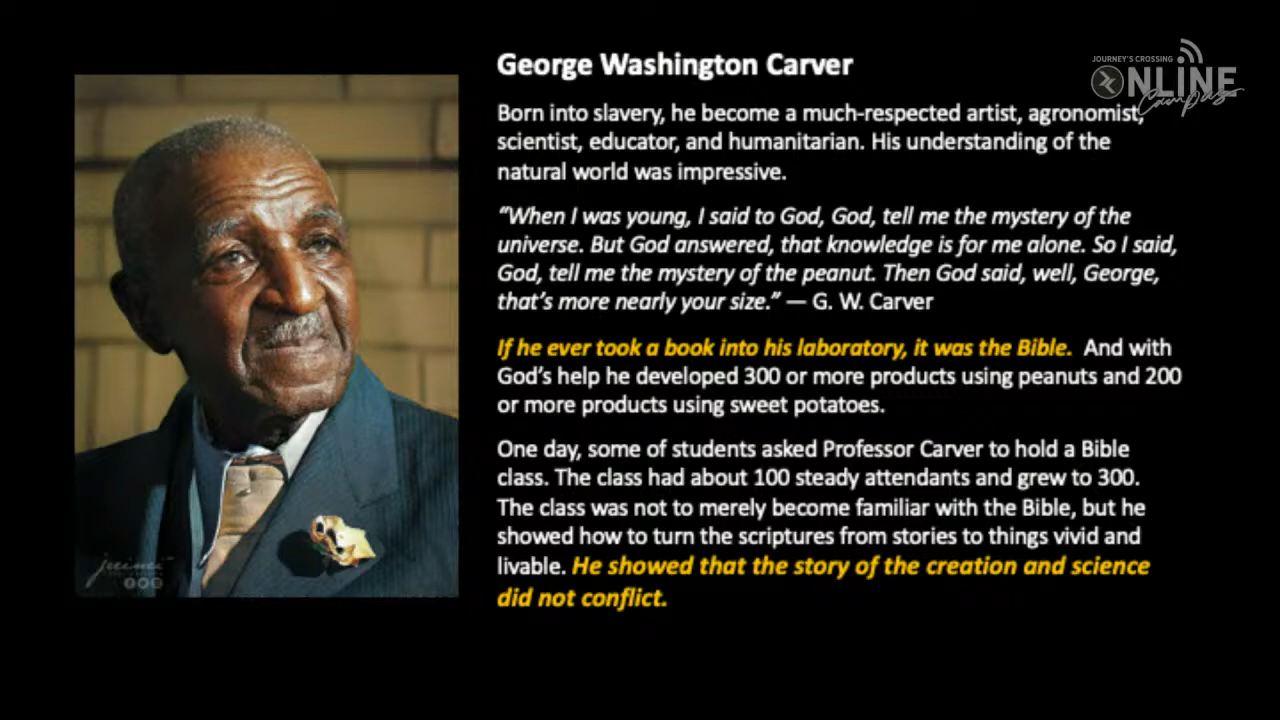 JOURNEY'S CROSSING
ONLINE
Campus
George Washington Carver
Born into slavery, he become a much-respected artist, agronomist,
scientist, educator, and humanitarian. His understanding of the
natural world was impressive.
“When I was young, I said to God, God, tell me the mystery of the
universe. But God answered, that knowledge is for me alone. So I said,
God, tell me the mystery of the peanut. Then God said, well, George,
that’s more nearly your size.” — G. W. Carver
If he ever took a book into his laboratory, it was the Bible. And with
God’s help he developed 300 or more products using peanuts and 200
or more products using sweet potatoes.
One day, some of students asked Professor Carver to hold a Bible
class. The class had about 100 steady attendants and grew to 300.
The class was not to merely become familiar with the Bible, but he
showed how to turn the scriptures from stories to things vivid and
livable. He showed that the story of the creation and science
did not conflict.